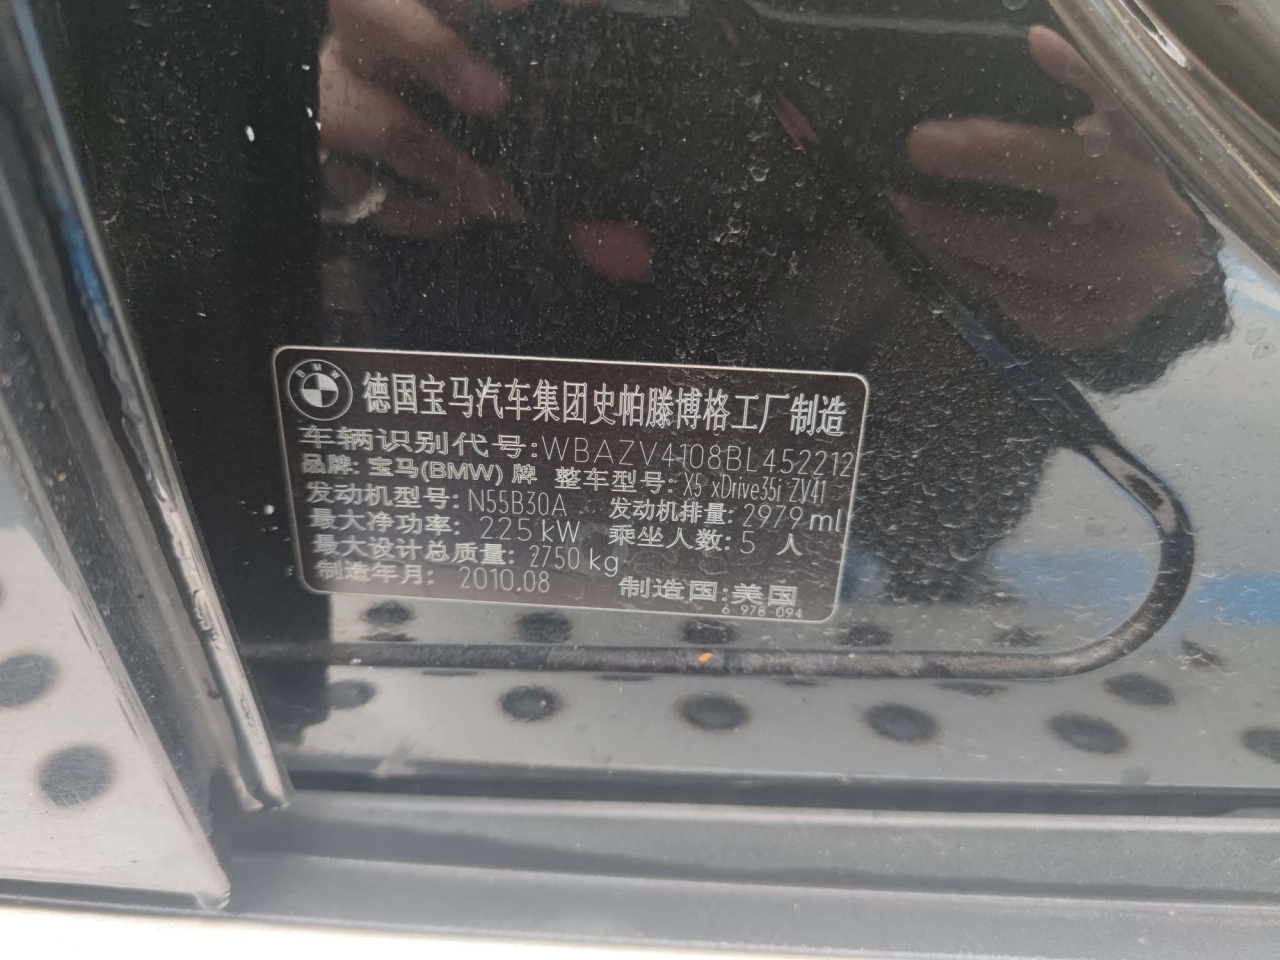 BMW
德国宝马汽车集团史帕滕博格工厂制造
车辆识别代号:WBAZV4108BL452212
品牌: 宝马(BMW) 牌 整车型号: X5 xDrive35i ZV41
发动机型号: N55B30A 发动机排量: 2979 ml
最大净功率: 225 kW 乘坐人数: 5 人
最大设计总质量: 2750 kg
制造年月: 2010.08 制造国:美国
6 978 094